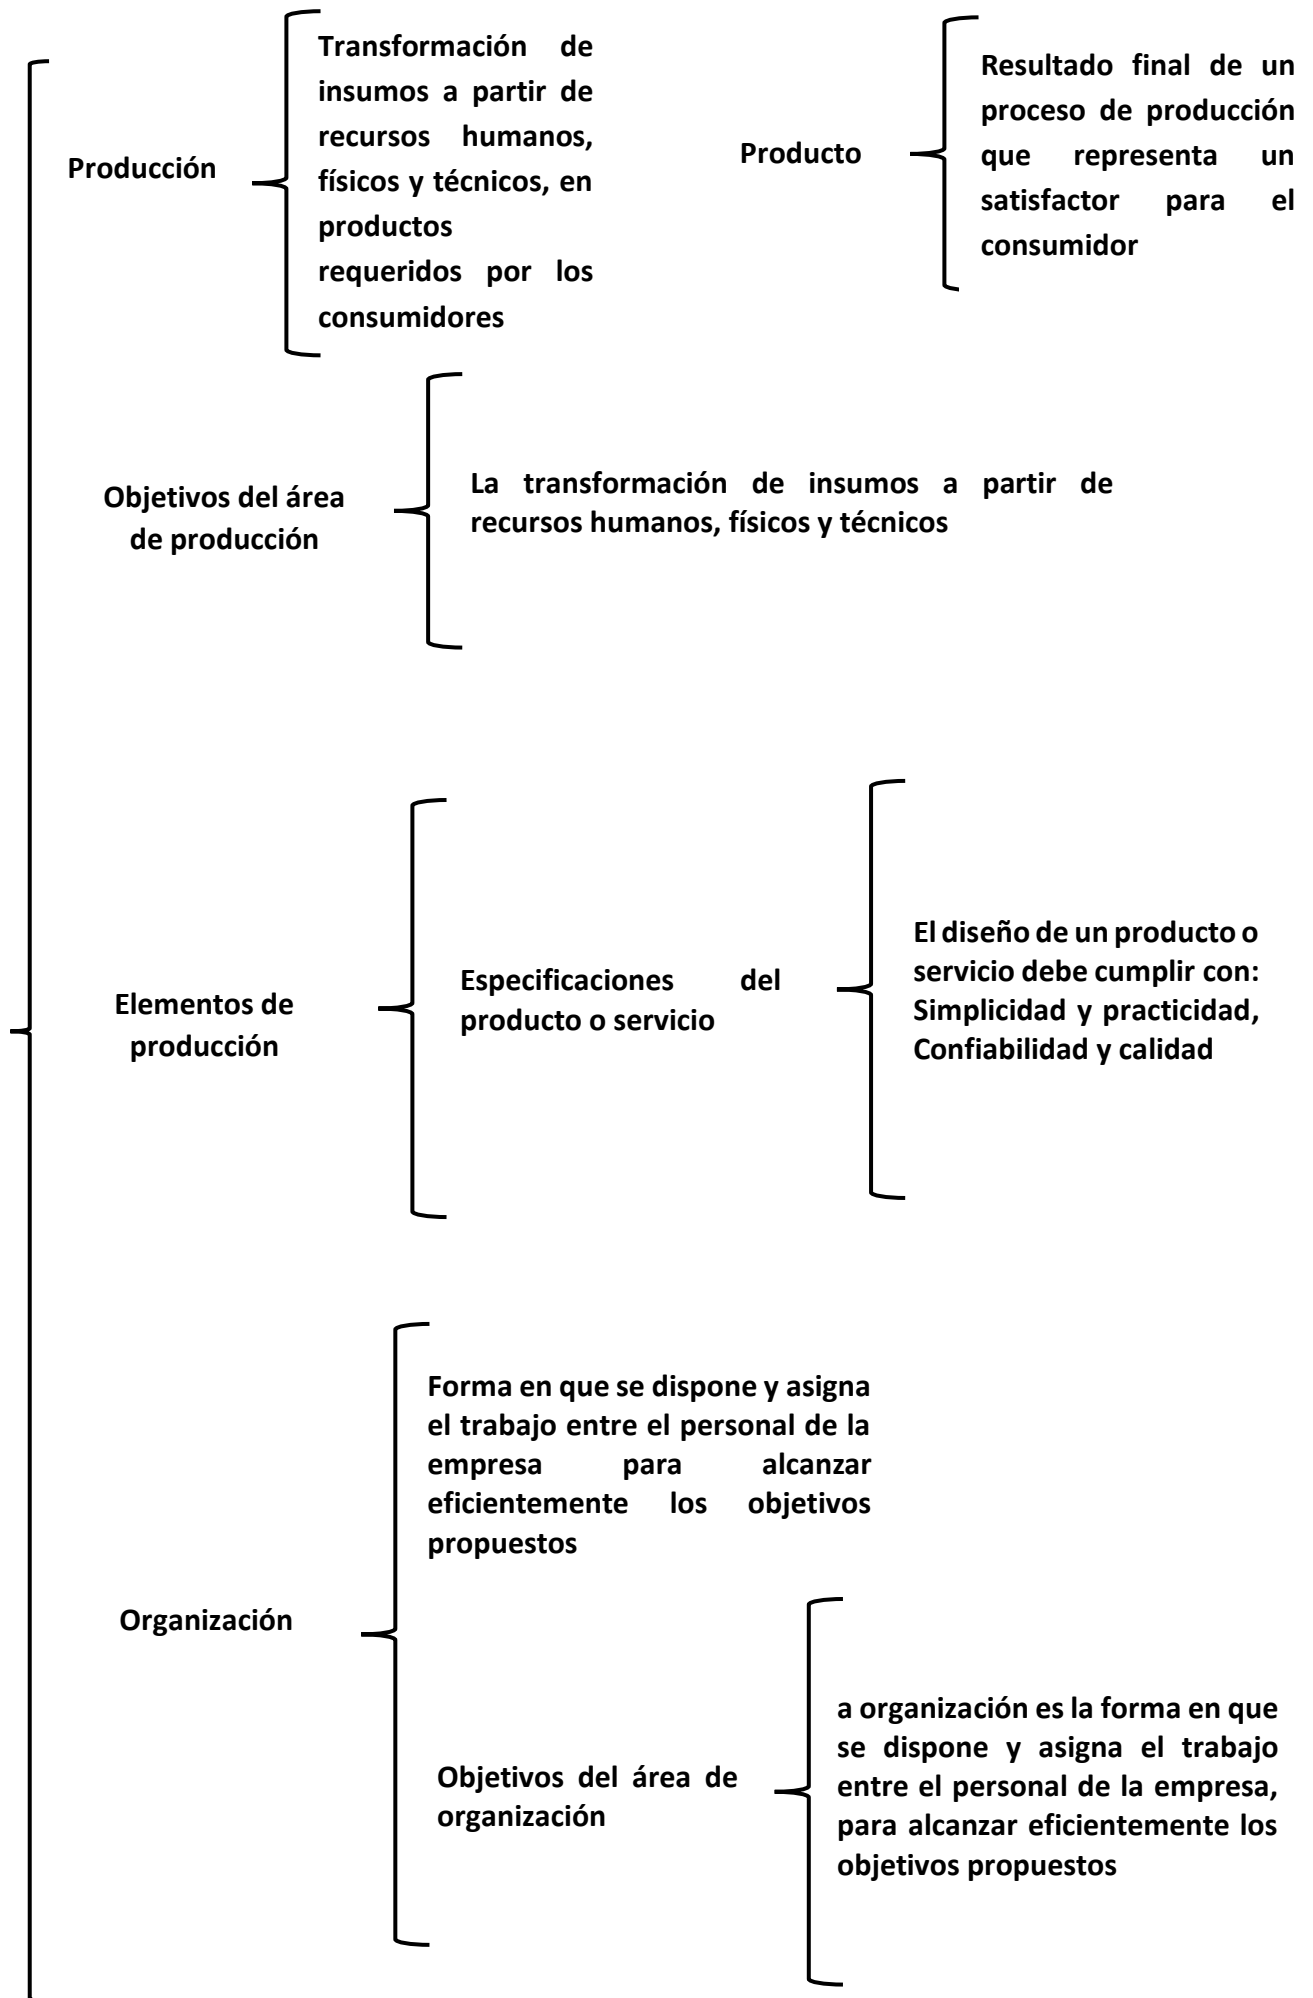 Producción
Transformación de
insumos a partir de
recursos humanos,
físicos y técnicos, en
productos
requeridos por los
consumidores
Producto
Resultado final de un
proceso de producción
que representa un
satisfactor para el
consumidor
Objetivos del área
de producción
La transformación de insumos a partir de
recursos humanos, físicos y técnicos
Elementos de
producción
Especificaciones del
producto o servicio
El diseño de un producto o
servicio debe cumplir con:
Simplicidad y practicidad,
Confiabilidad y calidad
Organización
Forma en que se dispone y asigna
el trabajo entre el personal de la
empresa para alcanzar
eficientemente los objetivos
propuestos
Objetivos del área de
organización
a organización es la forma en que
se dispone y asigna el trabajo
entre el personal de la empresa,
para alcanzar eficientemente los
objetivos propuestos